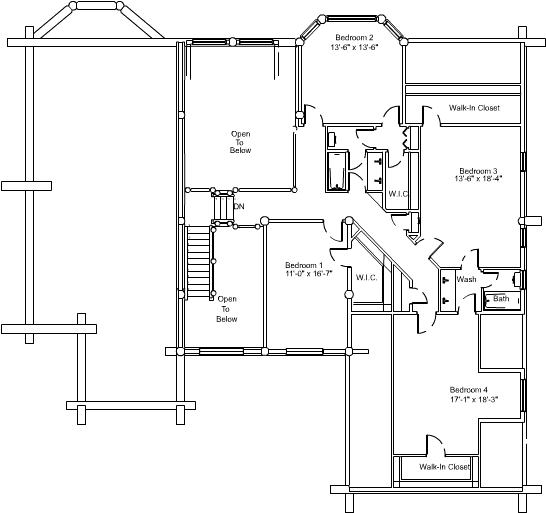 Bedroom 2
13'-6" x 13'-6"
Walk-In Closet
Open
To
Below
Bedroom 3
13'-6" x 18'-4"
W.I.C.
DN
Bedroom 1
11'-0" x 16'-7"
W.I.C.
Wash
Bath
Open
To
Below
Bedroom 4
17'-1" x 18'-3"
Walk-In Closet